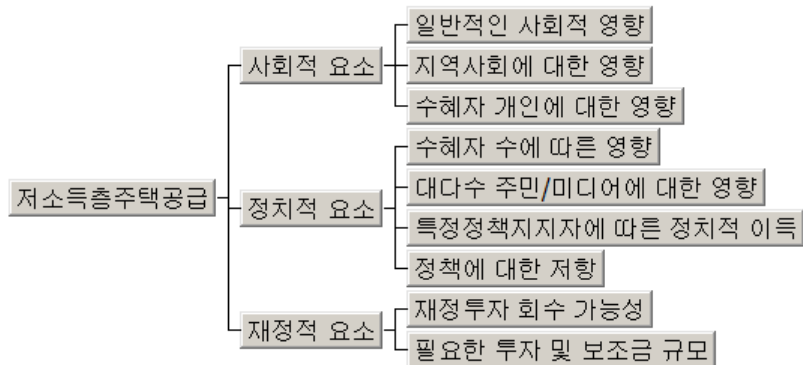 일반적인 사회적 영향
사회적 요소
지역사회에 대한 영향
수혜자 개인에 대한 영향
수혜자 수에 따른 영향
대다수 주민/미디어에 대한 영향
저소득층주택공급
정치적 요소
특정정책지지자에 따른 정치적 이득
정책에 대한 저항
재정투자 회수 가능성
재정적 요소
필요한 투자 및 보조금 규모